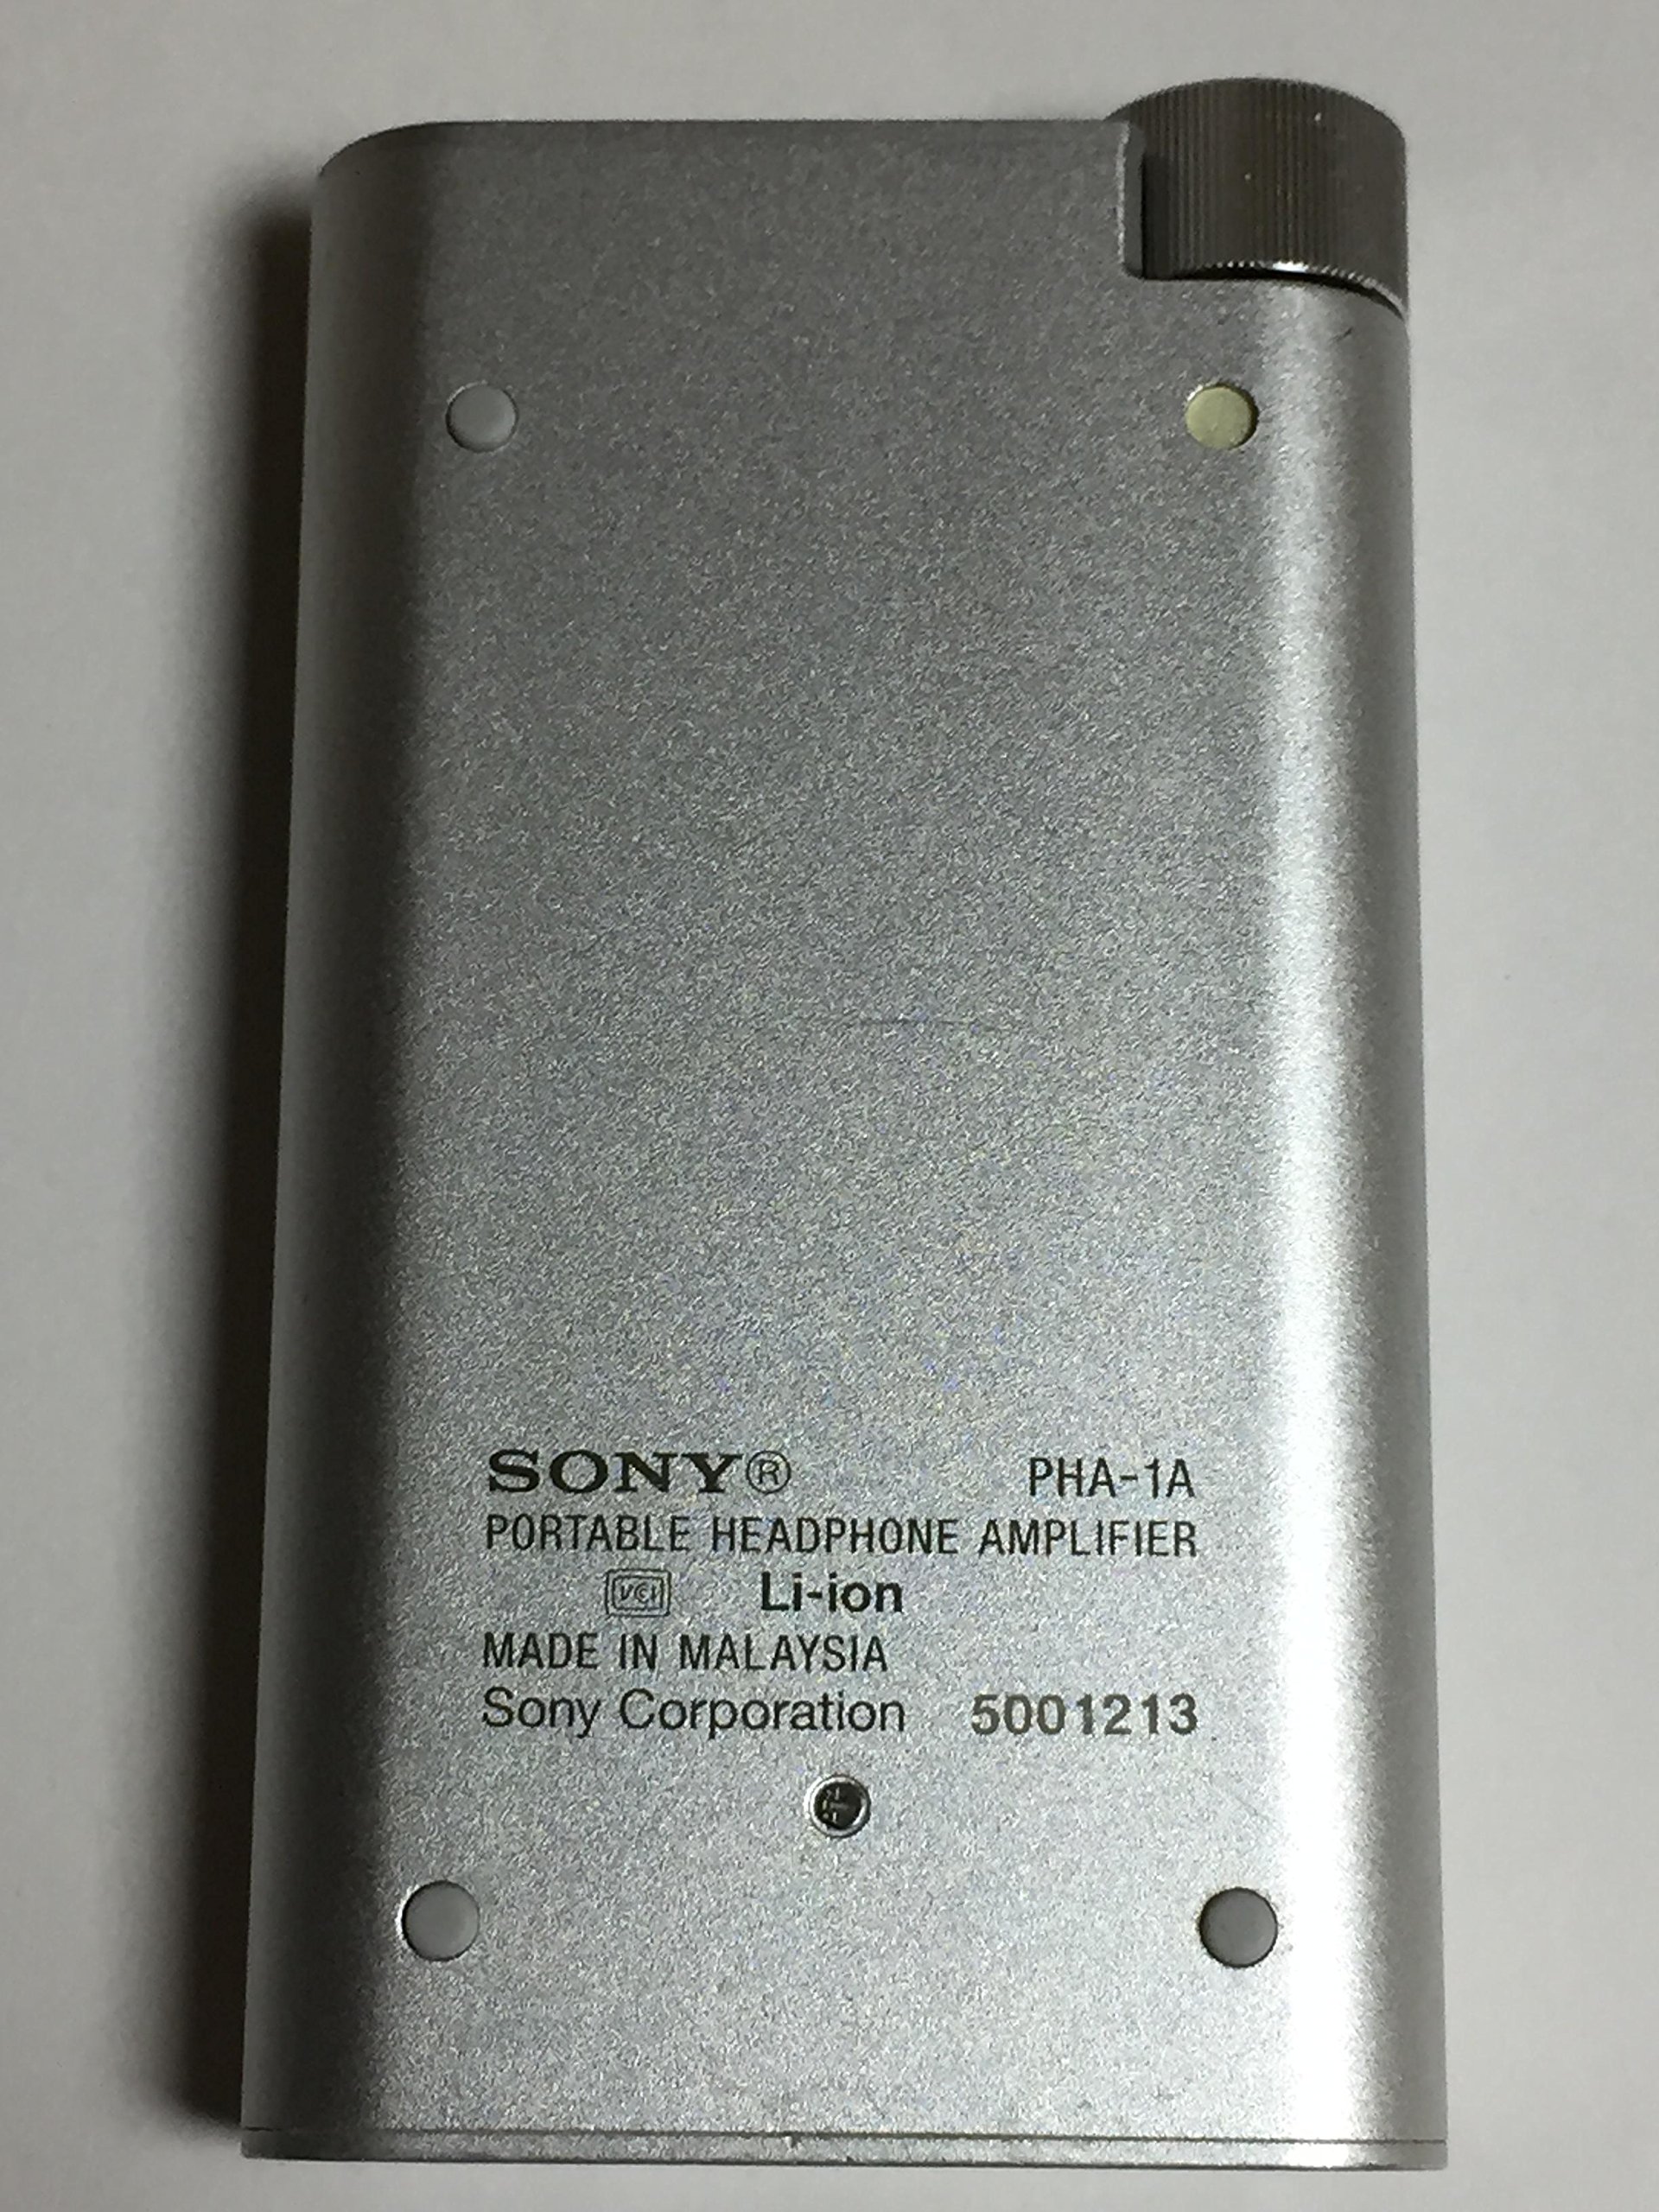 SONY® PHA-1A
PORTABLE HEADPHONE AMPLIFIER
VCI Li-ion
MADE IN MALAYSIA
Sony Corporation 5001213